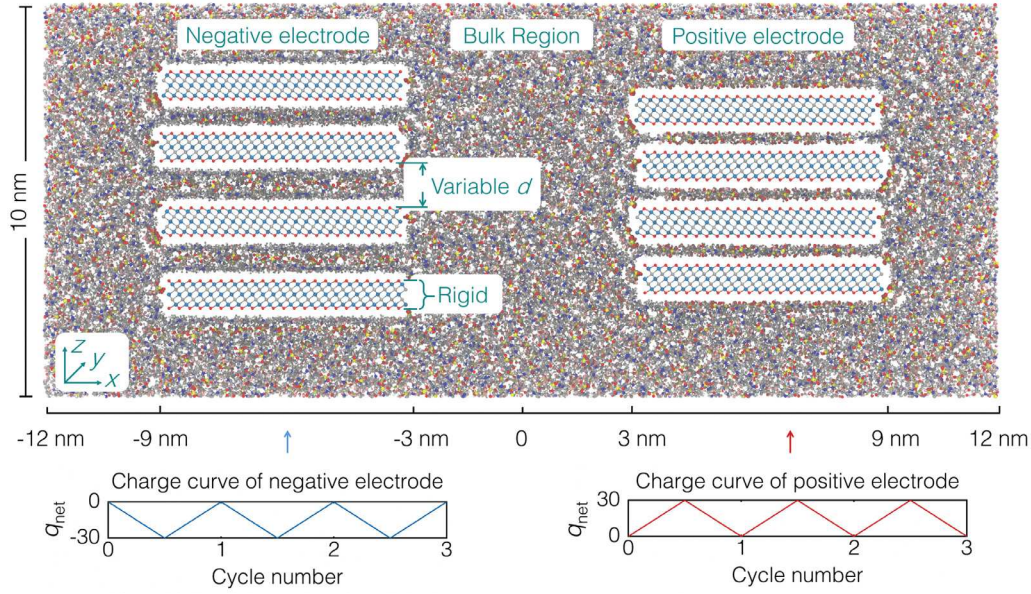 Negative electrode
Bulk Region
Positive electrode
10 nm
Variable d
Rigid
z
y
x
-12 nm
-9 nm
-3 nm
0
3 nm
9 nm
12 nm
Charge curve of negative electrode
0
-30
qnet
0
1
2
3
Cycle number
Charge curve of positive electrode
30
0
qnet
0
1
2
3
Cycle number